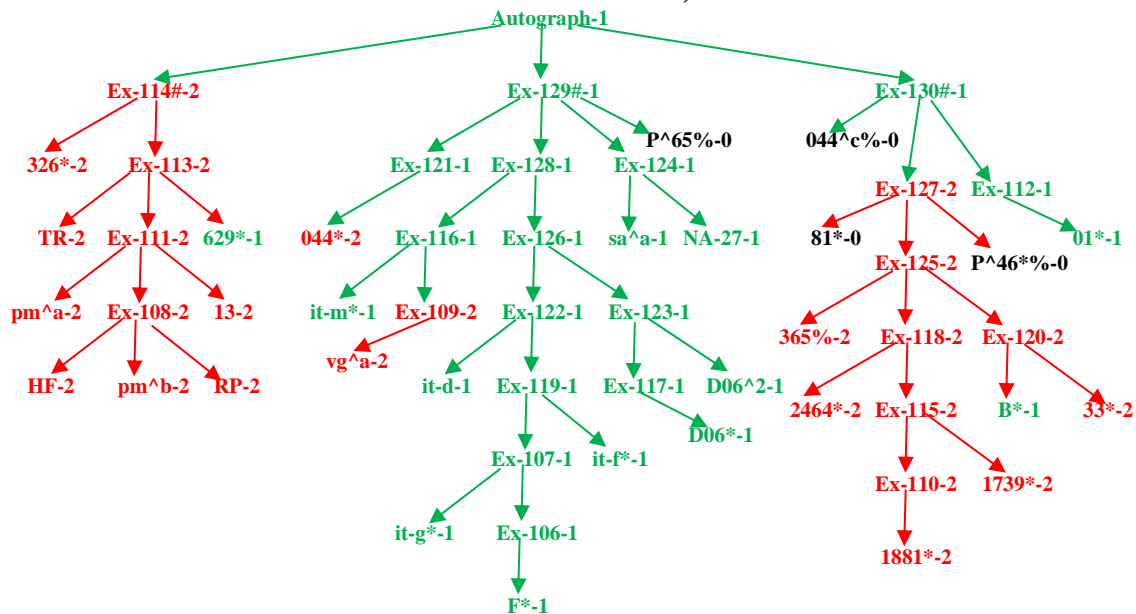 Autograph-1
Ex-114#-2 Ex-129#-1 Ex-130#-1
P^65%-0 044^c%-0
326*-2 Ex-113-2 Ex-121-1 Ex-128-1 Ex-124-1
Ex-127-2 Ex-112-1
TR-2 Ex-111-2 629*-1 044*-2 Ex-116-1 Ex-126-1 sa^a-1 NA-27-1 81*-0 01*-1
Ex-125-2 P^46*%-0
pm^a-2 Ex-108-2 13-2 it-m*-1 Ex-109-2 Ex-122-1 Ex-123-1
365%-2 Ex-118-2 Ex-120-2
vg^a-2
HF-2 pm^b-2 RP-2 it-d-1 Ex-119-1 Ex-117-1 D06^2-1
2464*-2 Ex-115-2 B*-1 33*-2
D06*-1
Ex-107-1 it-f*-1
Ex-110-2 1739*-2
it-g*-1 Ex-106-1
1881*-2
F*-1